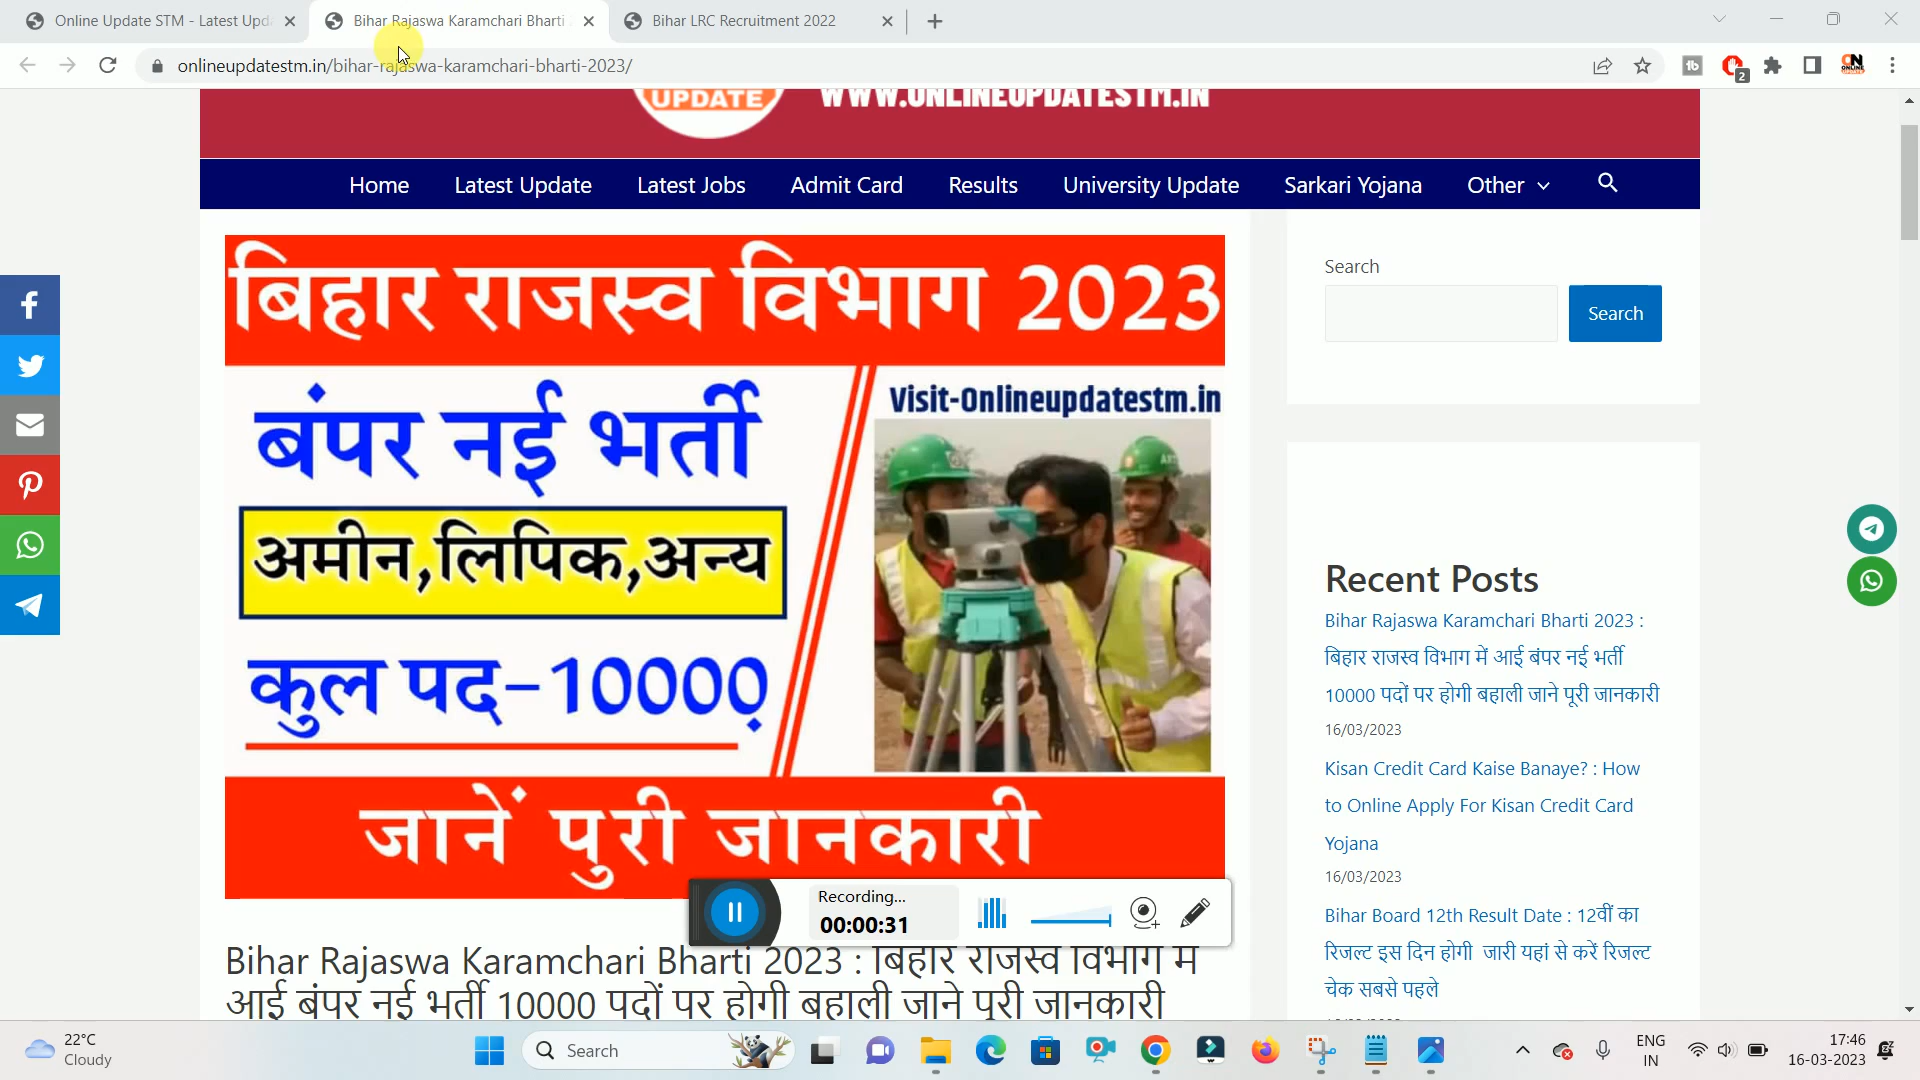 Online Update STM - Latest Upda
Bihar Rajaswa Karamchari Bharti
Bihar LRC Recruitment 2022
onlineupdatestm.in/bihar-rajaswa-karamchari-bharti-2023/
2
UPDATE
WWW.ONLINEUPDATESTM.IN
Home
Latest Update
Latest Jobs
Admit Card
Results
University Update
Sarkari Yojana
Other
बिहार राजस्व विभाग 2023
बंपर नई भर्ती
Visit-Onlineupdatestm.in
अमीन,लिपिक,अन्य
कुल पद-10000
जानें पुरी जानकारी
Search
Search
Recent Posts
Bihar Rajaswa Karamchari Bharti 2023 :
बिहार राजस्व विभाग में आई बंपर नई भर्ती
10000 पदों पर होगी बहाली जाने पूरी जानकारी
16/03/2023
Kisan Credit Card Kaise Banaye? : How
to Online Apply For Kisan Credit Card
Yojana
16/03/2023
Bihar Board 12th Result Date : 12वीं का
रिजल्ट इस दिन होगी जारी यहां से करें रिजल्ट
चेक सबसे पहले
Recording...
00:00:31
Bihar Rajaswa Karamchari Bharti 2023 : बिहार राजस्व विभाग में
आई बंपर नई भर्ती 10000 पदों पर होगी बहाली जाने पूरी जानकारी
22°C
Cloudy
Search
ENG
IN
17:46
16-03-2023